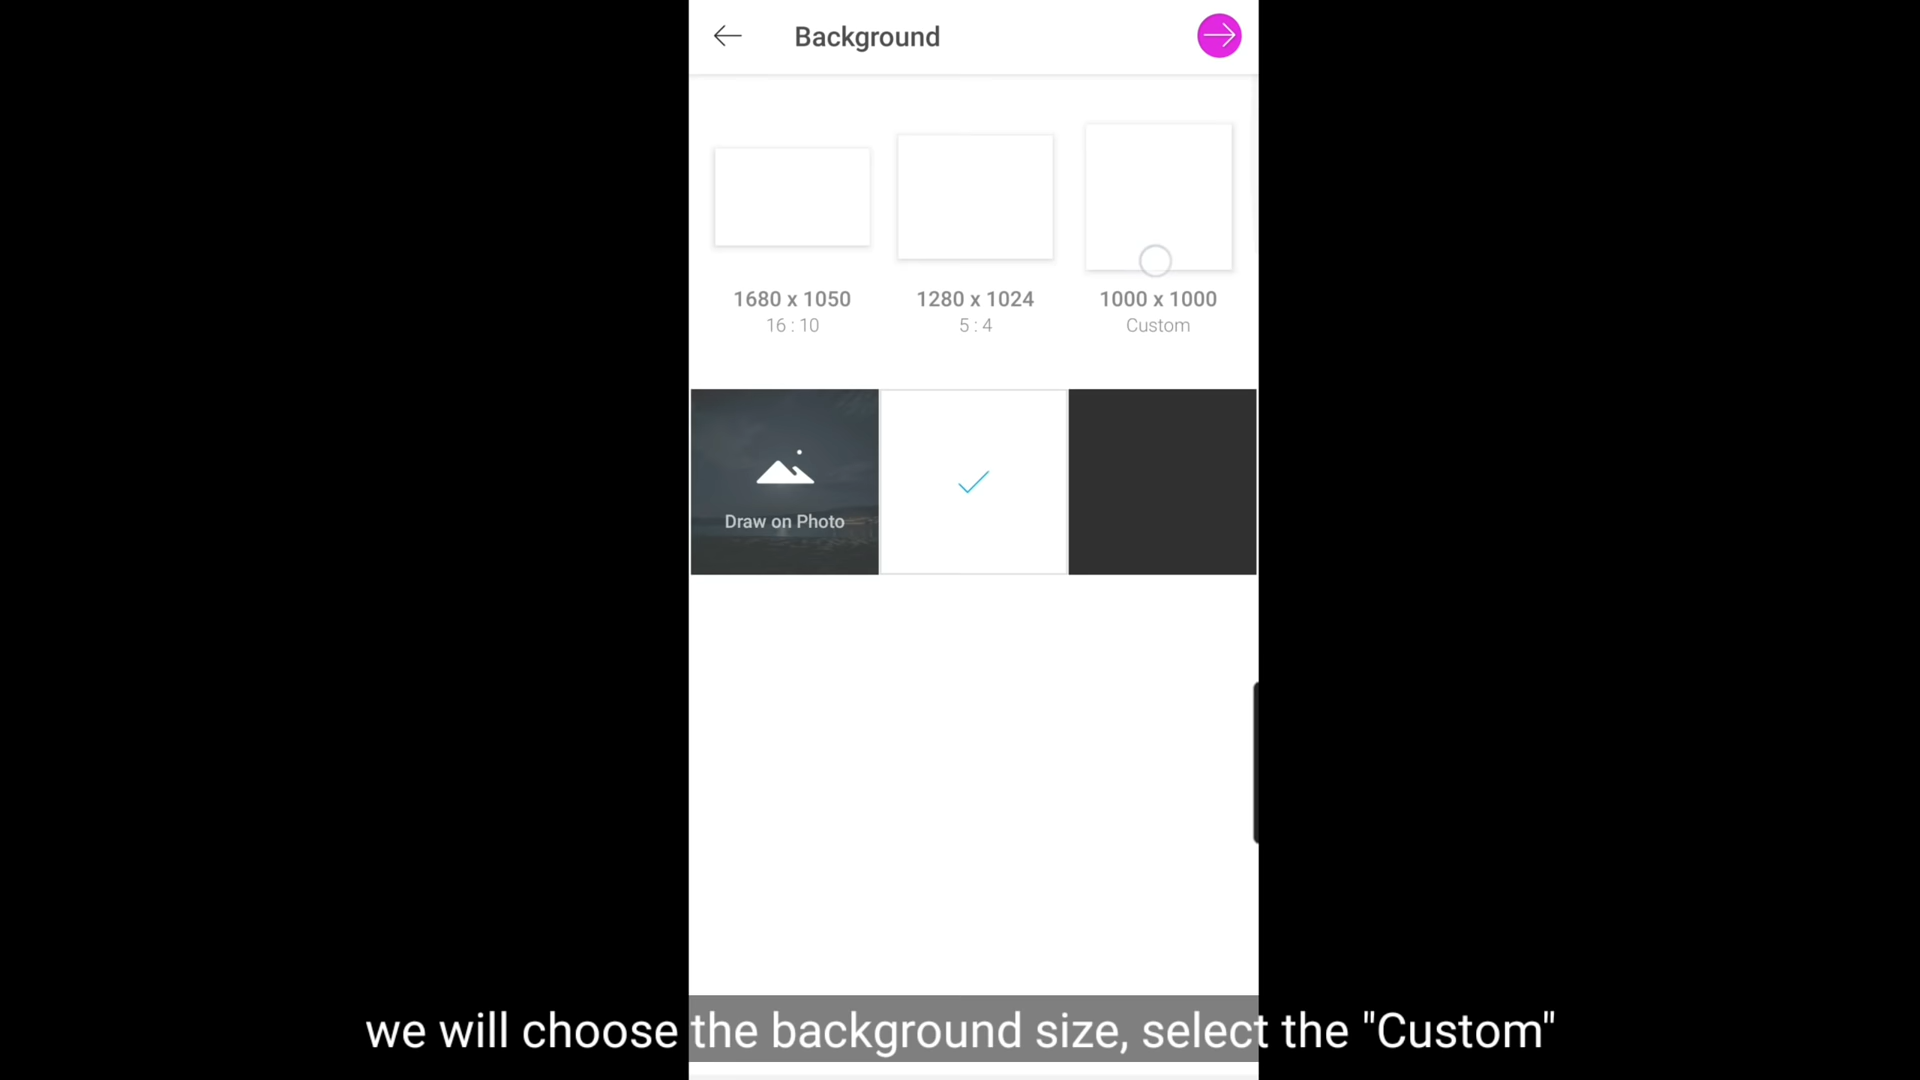 Background
1680 x 1050
16 : 10
1280 x 1024
5 : 4
1000 x 1000
Custom
Draw on Photo
we will choose the background size, select the "Custom"